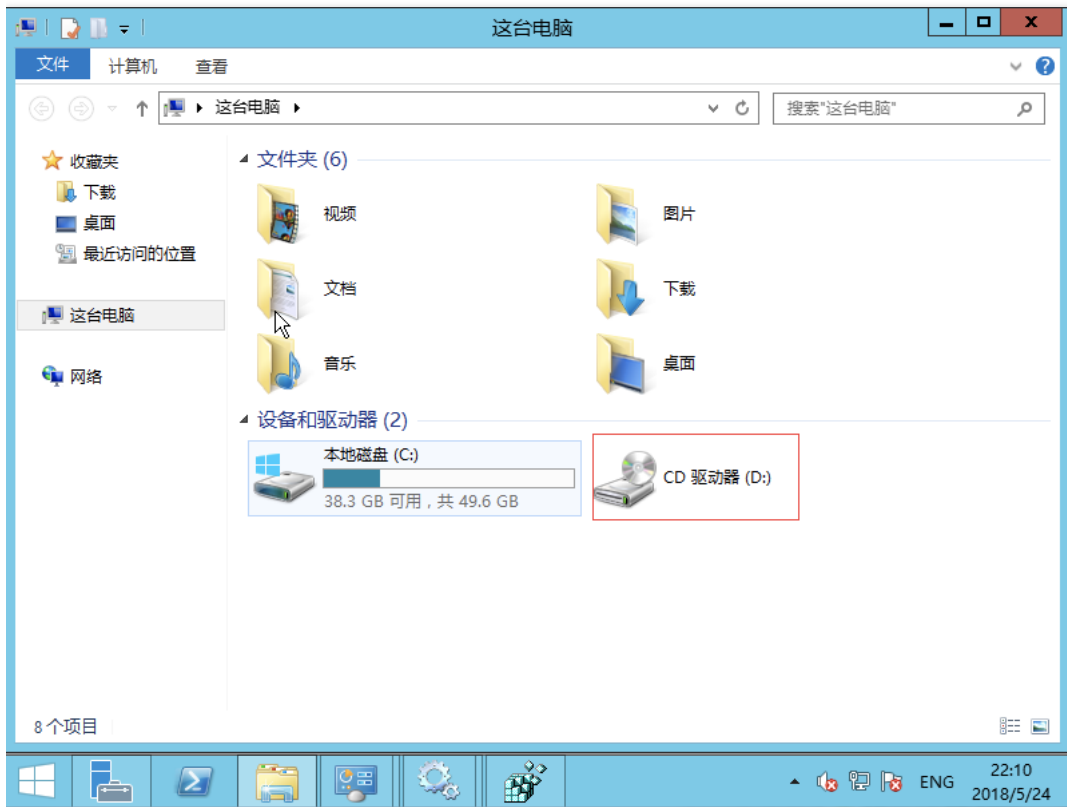 这台电脑
文件 计算机 查看
这台电脑
搜索"这台电脑"
收藏夹
下载
桌面
最近访问的位置
这台电脑
网络
文件夹 (6)
视频
图片
文档
下载
音乐
桌面
设备和驱动器 (2)
本地磁盘 (C:)
38.3 GB 可用，共 49.6 GB
CD 驱动器 (D:)
8 个项目
ENG
22:10
2018/5/24